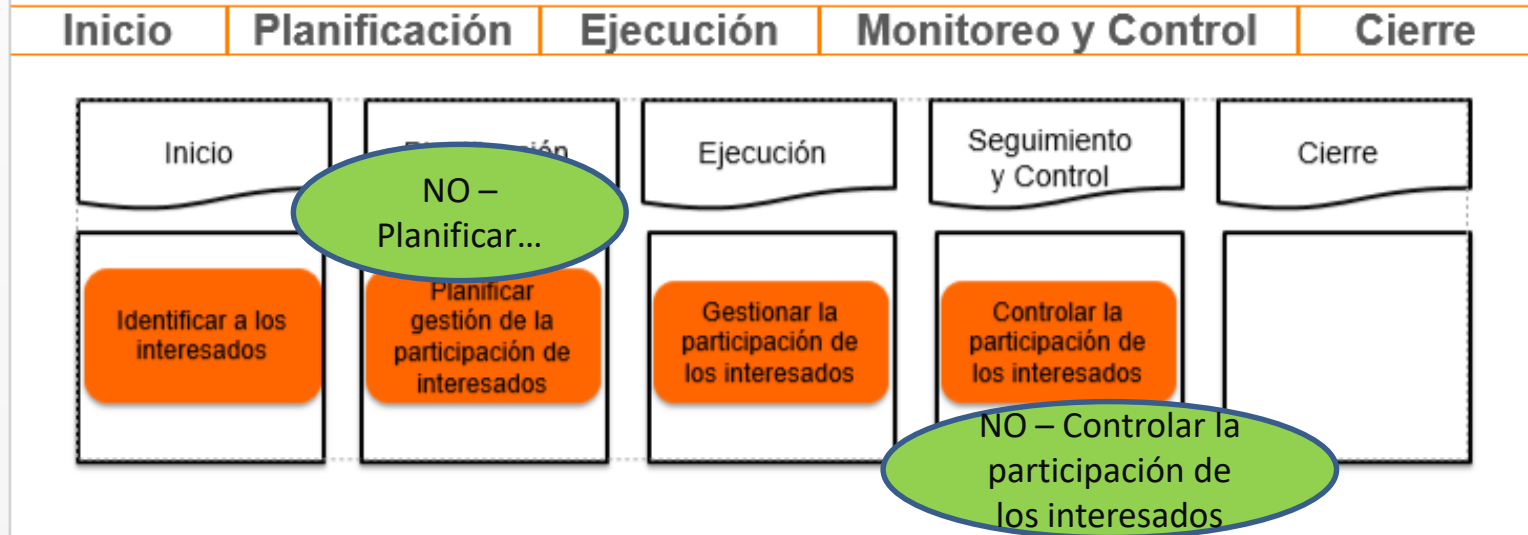 Inicio
Planificación
Ejecución
Monitoreo y Control
Cierre
Inicio
Ejecución
Seguimiento
y Control
Cierre
NO –
Planificar…
Identificar a los
interesados
Planificar
gestión de la
participación de
interesados
Gestionar la
participación de
los interesados
Controlar la
participación de
los interesados
NO – Controlar la
participación de
los interesados